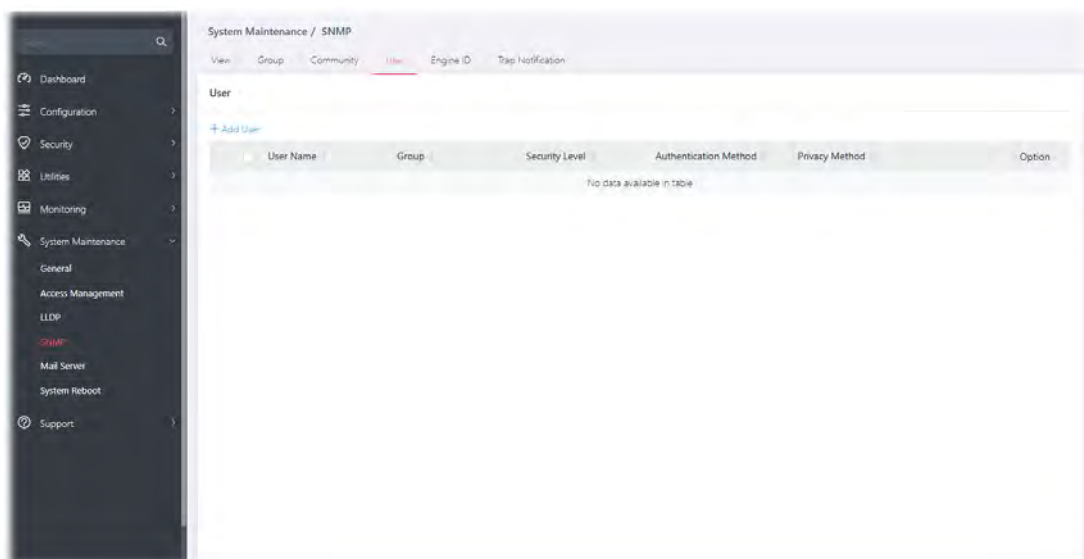 System Maintenance / SNMP
View Group Community User Engine ID Trap Notification
User
+ Add User
User Name Group Security Level Authentication Method Privacy Method Option
No data available in table
Dashboard
Configuration
Security
Utilities
Monitoring
System Maintenance
General
Access Management
LLDP
SNMP
Mail Server
System Reboot
Support